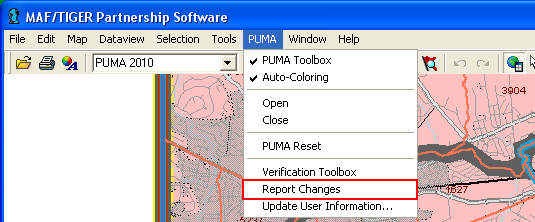 MAF/TIGER Partnership Software
File Edit Map Dataview Selection Tools PUMA Window Help
PUMA 2010
PUMA Toolbox
Auto-Coloring
Open
Close
PUMA Reset
Verification Toolbox
Report Changes
Update User Information...
3904